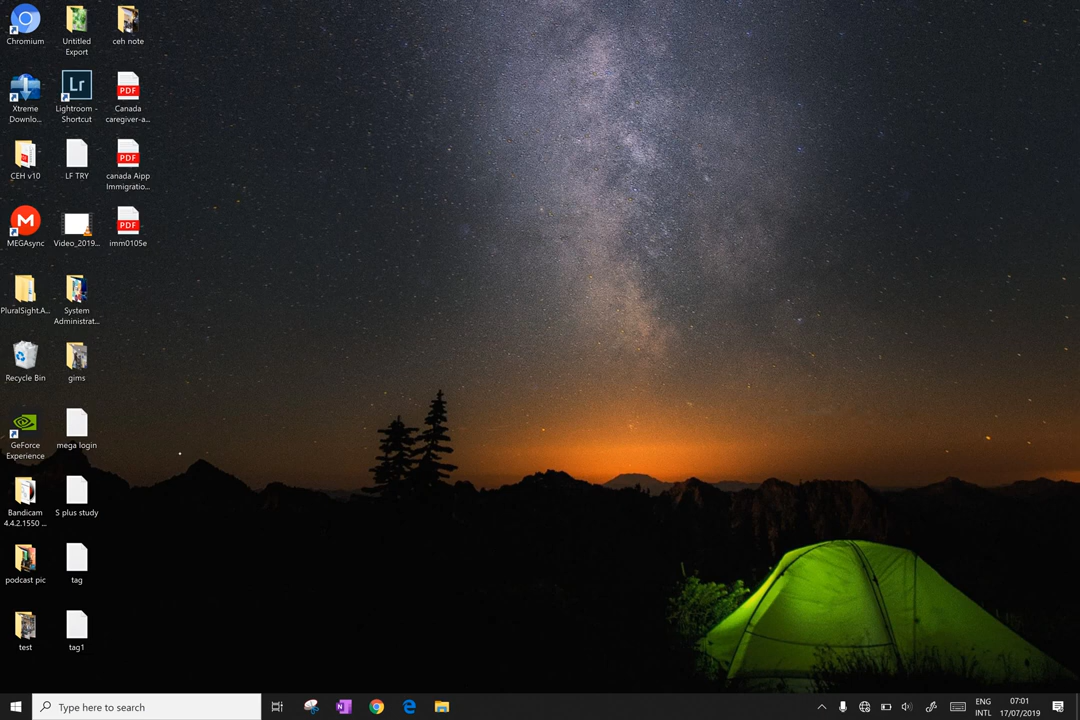 Chromium
Untitled
Export
ceh note
Xtreme
Downlo...
Lr
Lightroom -
Shortcut
PDF
Canada
caregiver-a...
CEH v10
LF TRY
PDF
canada Aipp
Immigratio...
M
MEGAsync
Video_2019...
PDF
imm0105e
PluralSight.A...
System
Administrat...
Recycle Bin
gims
GeForce
Experience
mega login
Bandicam
4.4.2.1550 ...
S plus study
podcast pic
tag
test
tag1
Type here to search
N
ENG
INTL
07:01
17/07/2019